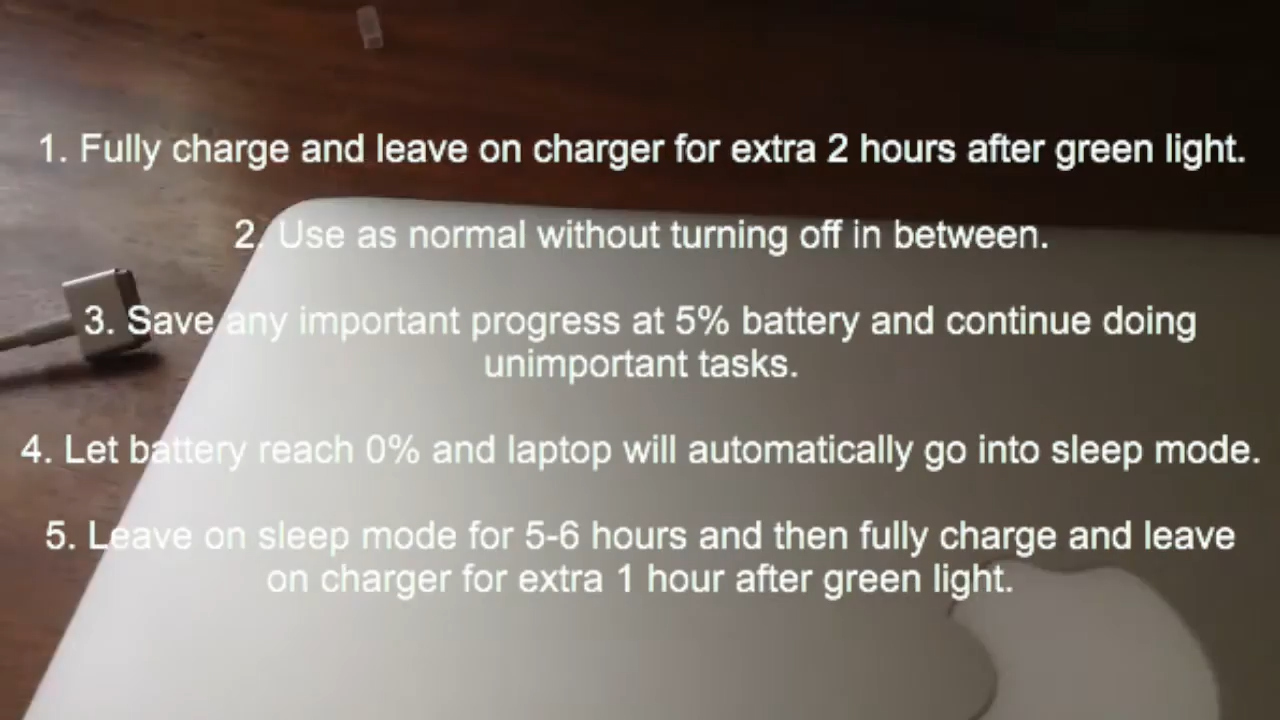 1. Fully charge and leave on charger for extra 2 hours after green light.
2. Use as normal without turning off in between.
3. Save any important progress at 5% battery and continue doing
unimportant tasks.
4. Let battery reach 0% and laptop will automatically go into sleep mode.
5. Leave on sleep mode for 5-6 hours and then fully charge and leave
on charger for extra 1 hour after green light.